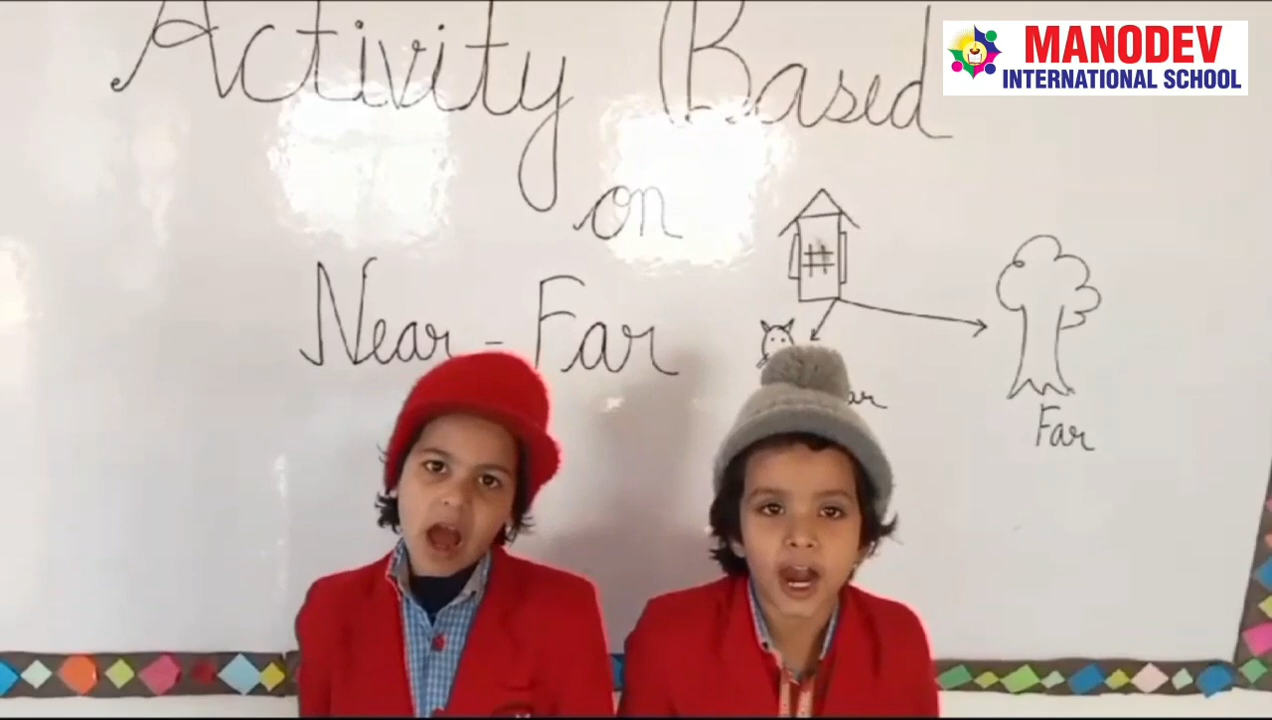 Activity Based
on
Near - Far
Far
MANODEV
INTERNATIONAL SCHOOL